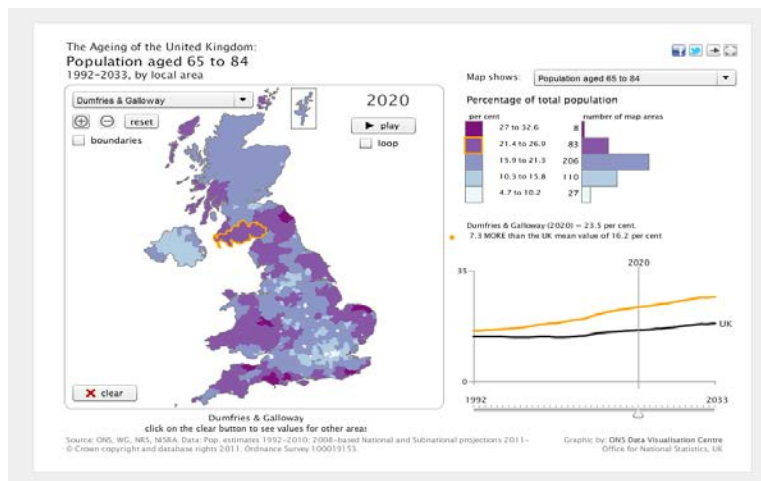 The Ageing of the United Kingdom:
Population aged 65 to 84
1992-2033, by local area
Dumfries & Galloway
2020
reset
play
boundaries
loop
clear
Dumfries & Galloway
click on the clear button to see values for other areas
Map shows: Population aged 65 to 84
Percentage of total population
per cent number of map areas
27 to 32.6 8
21.4 to 26.9 83
15.9 to 21.3 206
10.3 to 15.8 110
4.7 to 10.2 27
Dumfries & Galloway (2020) = 23.5 per cent.
7.3 MORE than the UK mean value of 16.2 per cent
2020
35
UK
0
1992 2033
Source: ONS, WG, NRS, NISRA. Data: Pop. estimates 1992-2010; 2008-based National and Subnational projections 2011-
© Crown copyright and database rights 2011. Ordnance Survey 100019153.
Graphic by: ONS Data Visualisation Centre
Office for National Statistics, UK